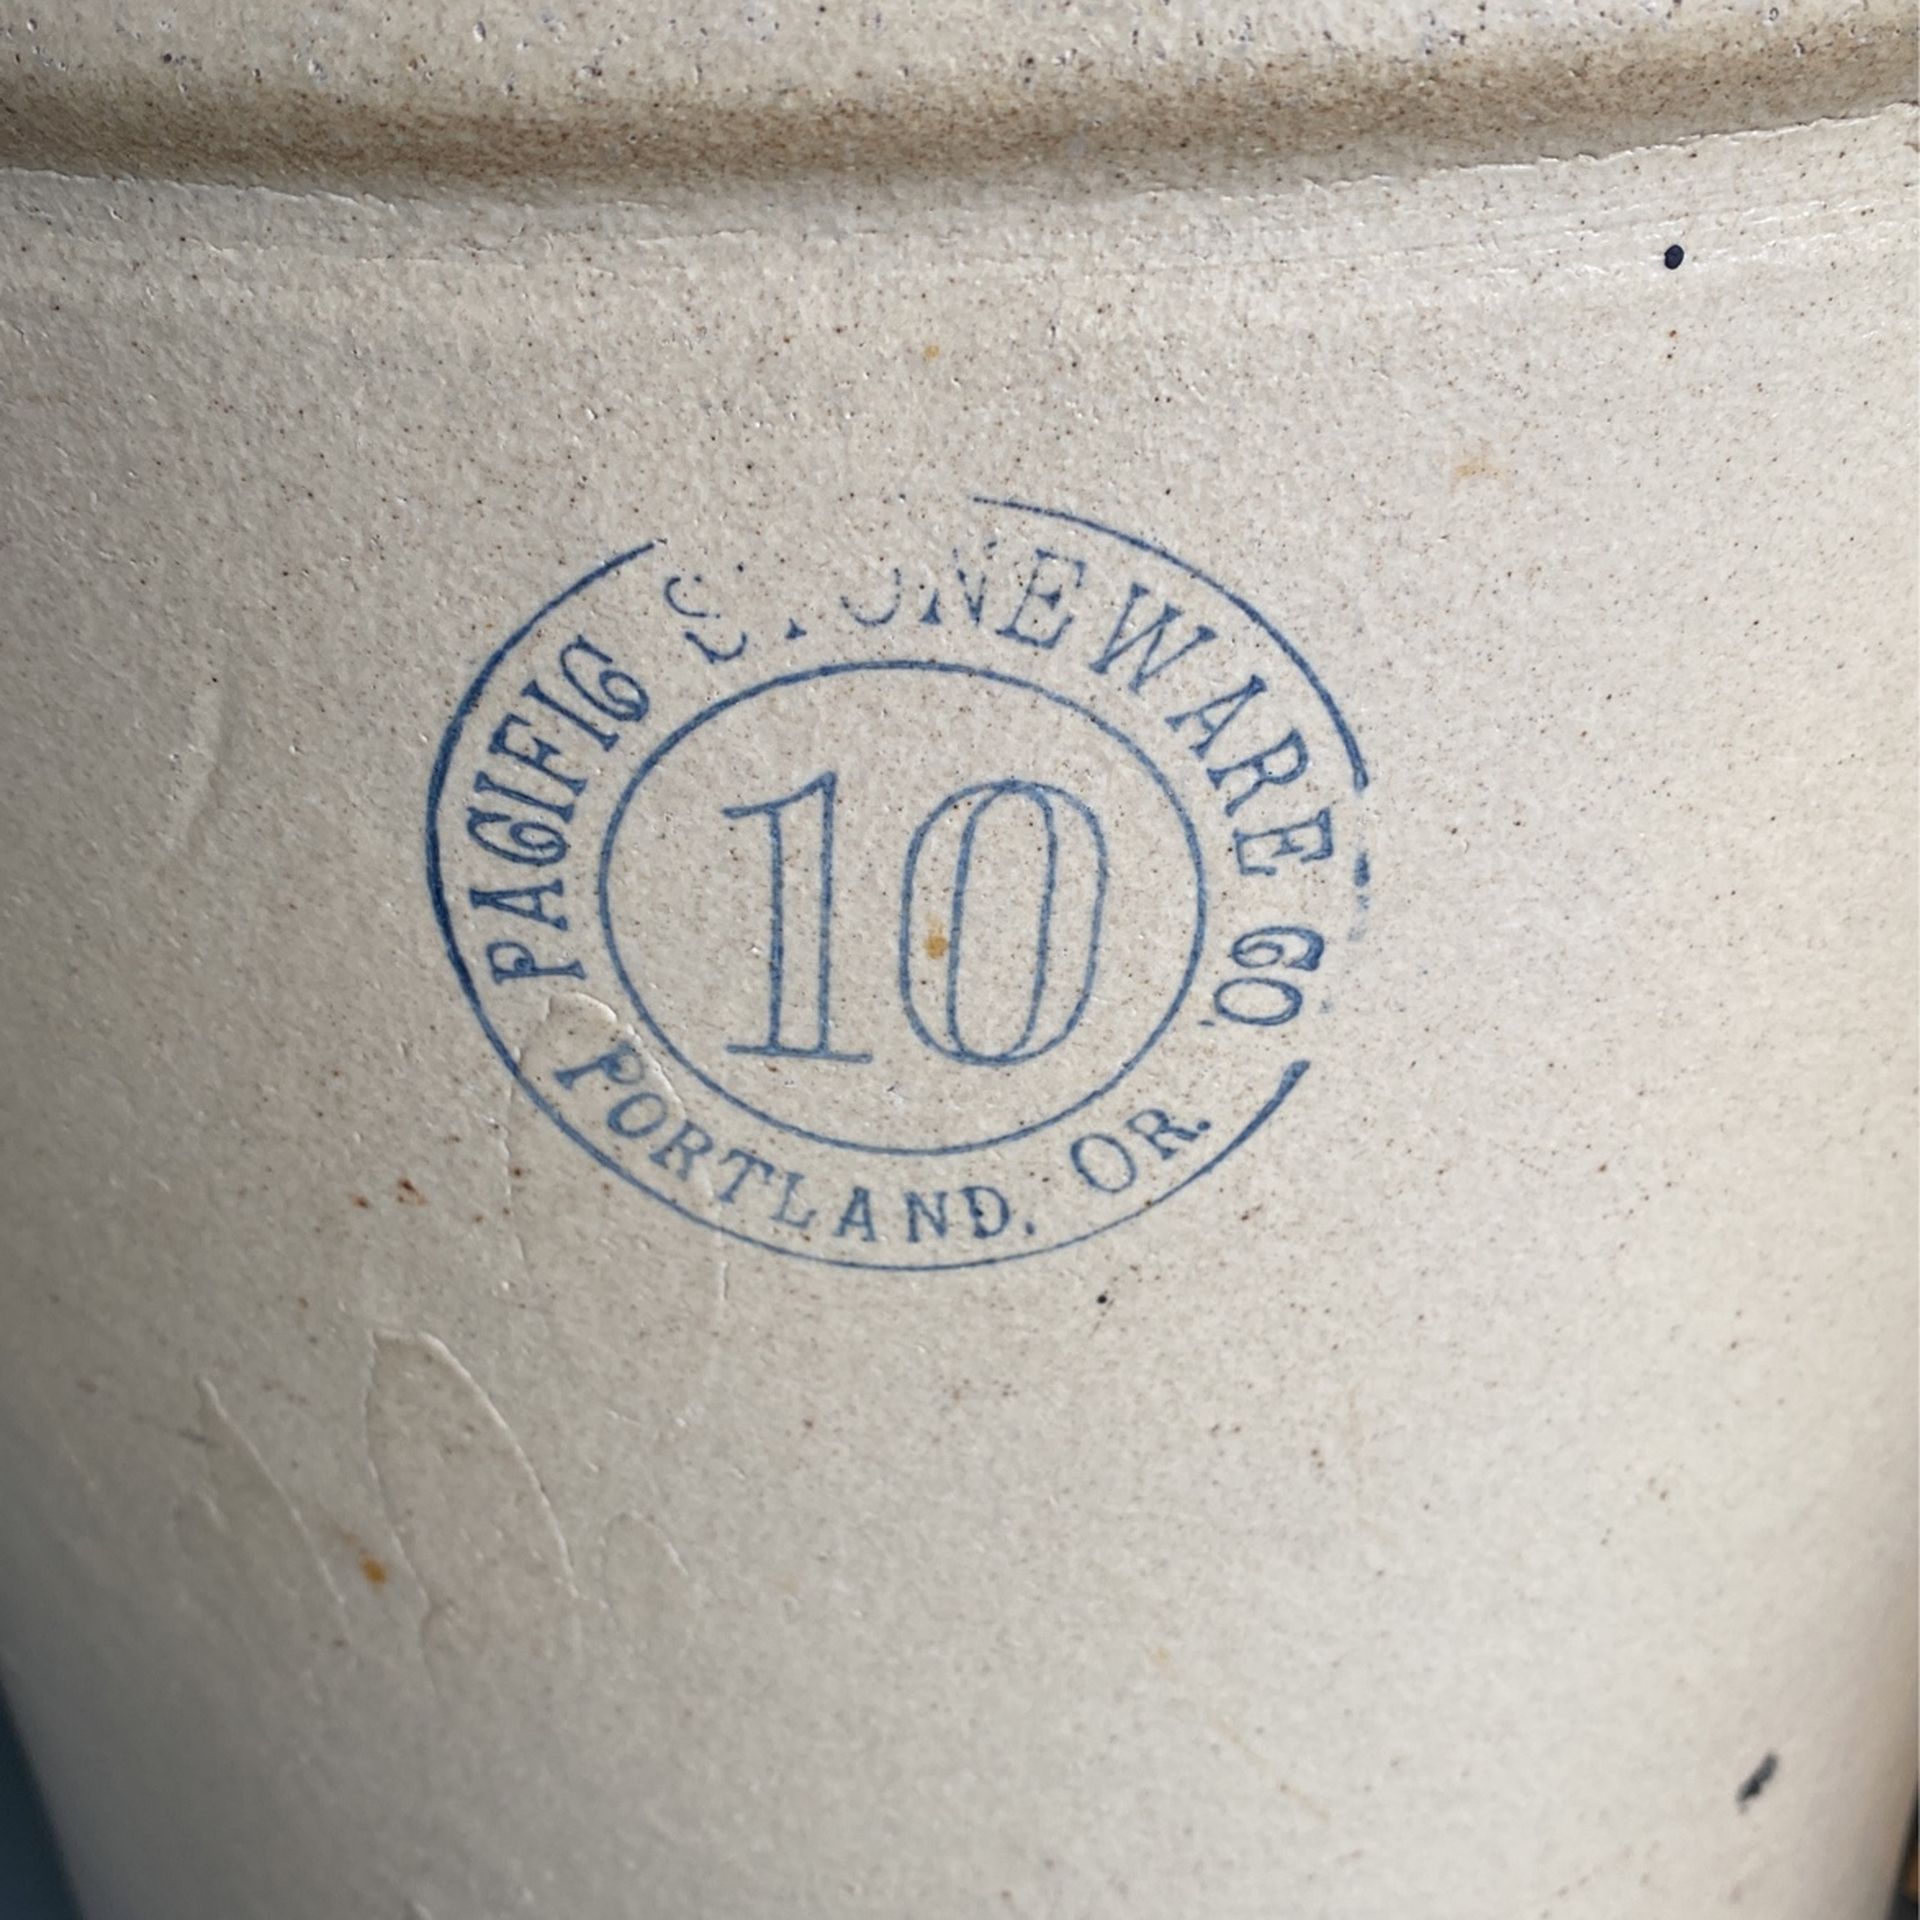 PACIFIC STONEWARE CO.
10
PORTLAND, OR.